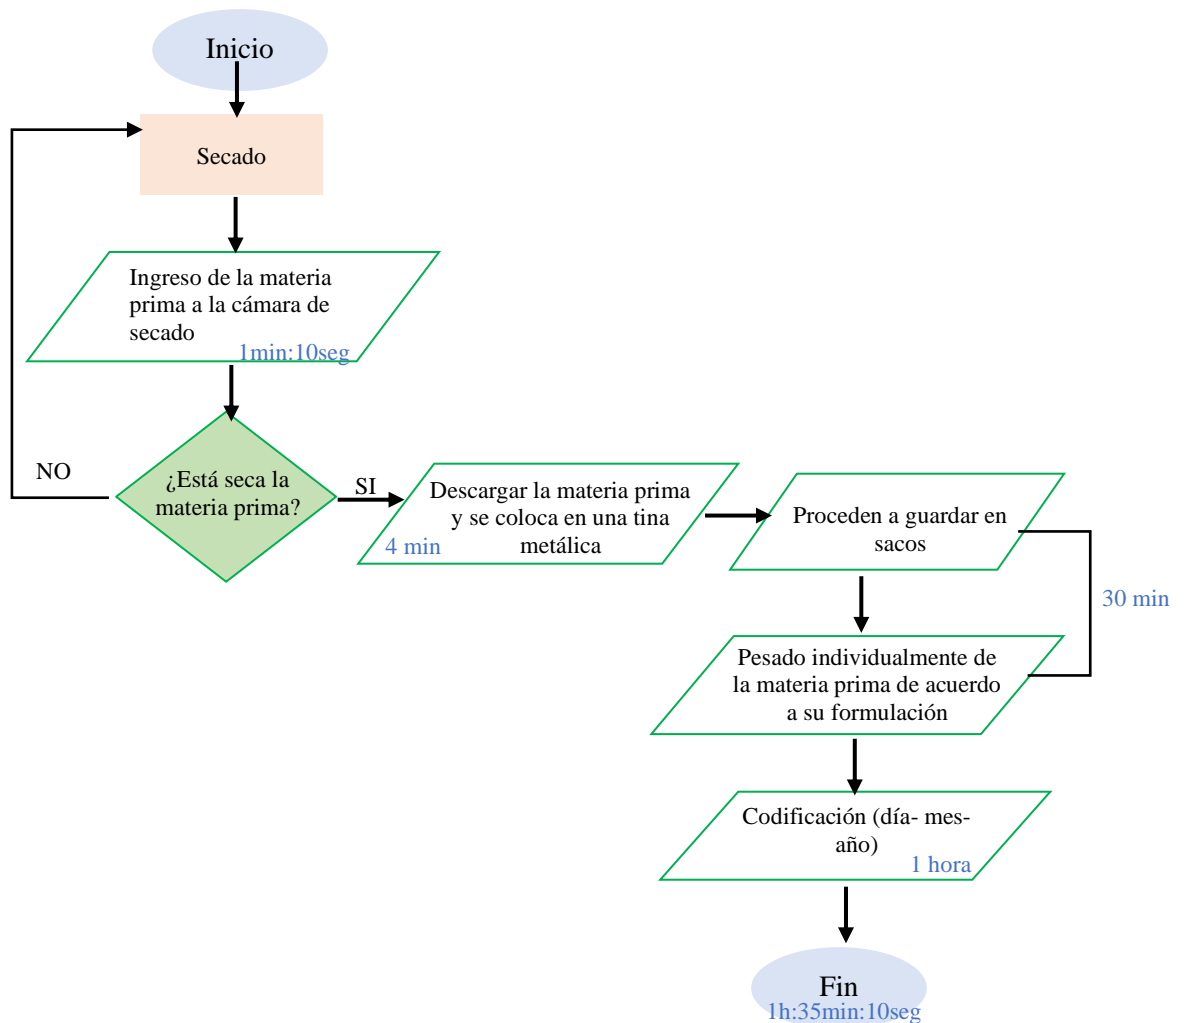 Inicio
Secado
Ingreso de la materia
prima a la cámara de
secado
1min:10seg
¿Está seca la
materia prima?
NO
SI
Descargar la materia prima
y se coloca en una tina
metálica
4 min
Proceden a guardar en
sacos
30 min
Pesado individualmente de
la materia prima de acuerdo
a su formulación
Codificación (día- mes-
año)
1 hora
Fin
1h:35min:10seg